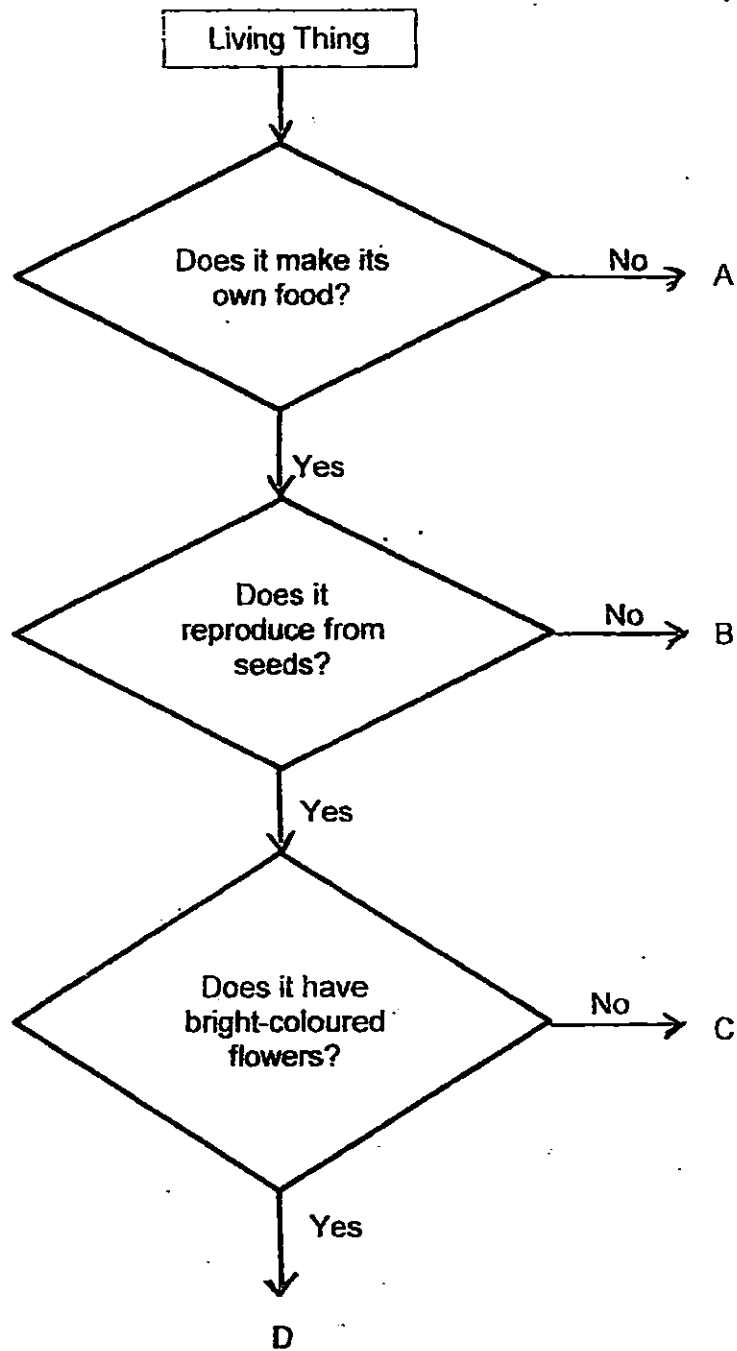 Living Thing
Does it make its
own food?
No
A
Yes
Does it
reproduce from
seeds?
No
B
Yes
Does it have
bright-coloured
flowers?
No
C
Yes
D